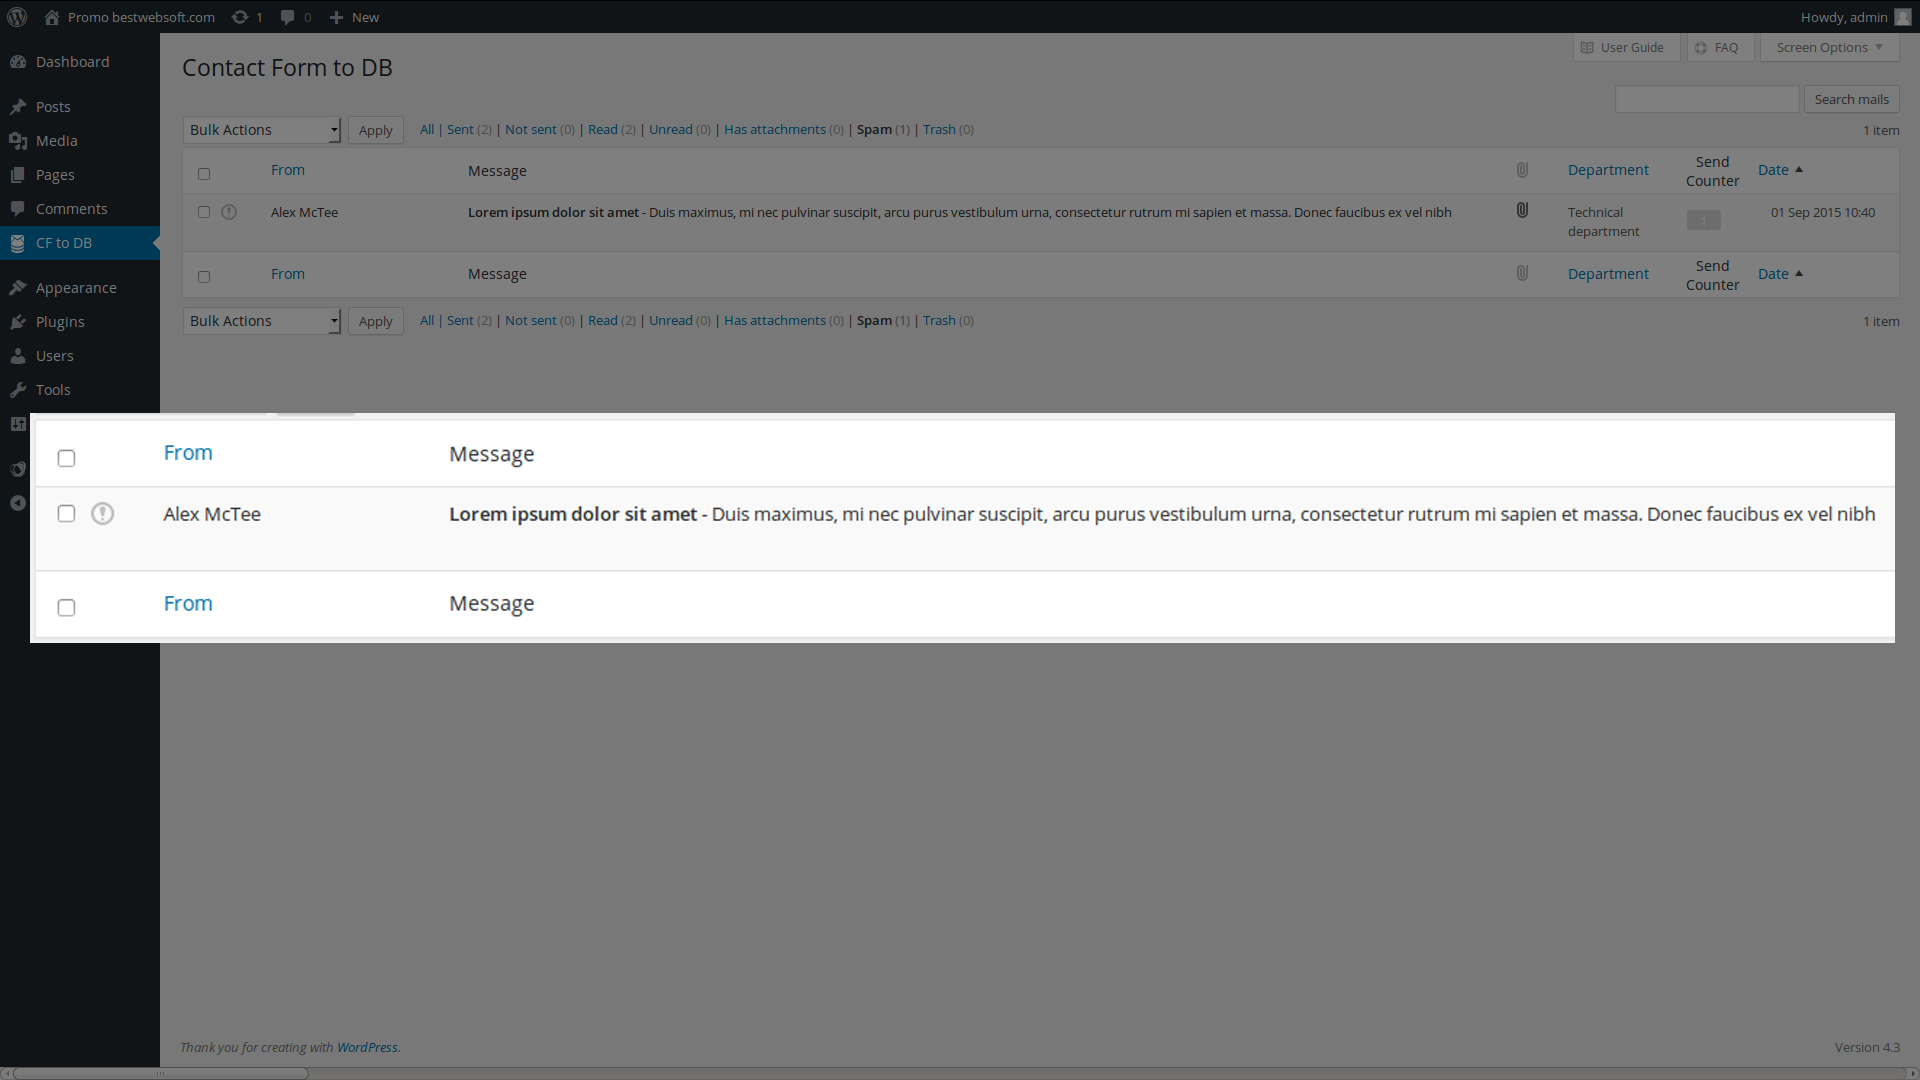 Promo bestwebsoft.com 1 0 New Howdy, admin
Dashboard
Posts
Media
Pages
Comments
CF to DB
Appearance
Plugins
Users
Tools
User Guide FAQ Screen Options
Contact Form to DB
Search mails
Bulk Actions Apply All | Sent (2) | Not sent (0) | Read (2) | Unread (0) | Has attachments (0) | Spam (1) | Trash (0) 1 item
From Message Department Send Counter Date
Alex McTee Lorem ipsum dolor sit amet - Duis maximus, mi nec pulvinar suscipit, arcu purus vestibulum urna, consectetur rutrum mi sapien et massa. Donec faucibus ex vel nibh Technical department 1 01 Sep 2015 10:40
From Message Department Send Counter Date
Bulk Actions Apply All | Sent (2) | Not sent (0) | Read (2) | Unread (0) | Has attachments (0) | Spam (1) | Trash (0) 1 item
From Message
Alex McTee Lorem ipsum dolor sit amet - Duis maximus, mi nec pulvinar suscipit, arcu purus vestibulum urna, consectetur rutrum mi sapien et massa. Donec faucibus ex vel nibh
From Message
Thank you for creating with WordPress. Version 4.3